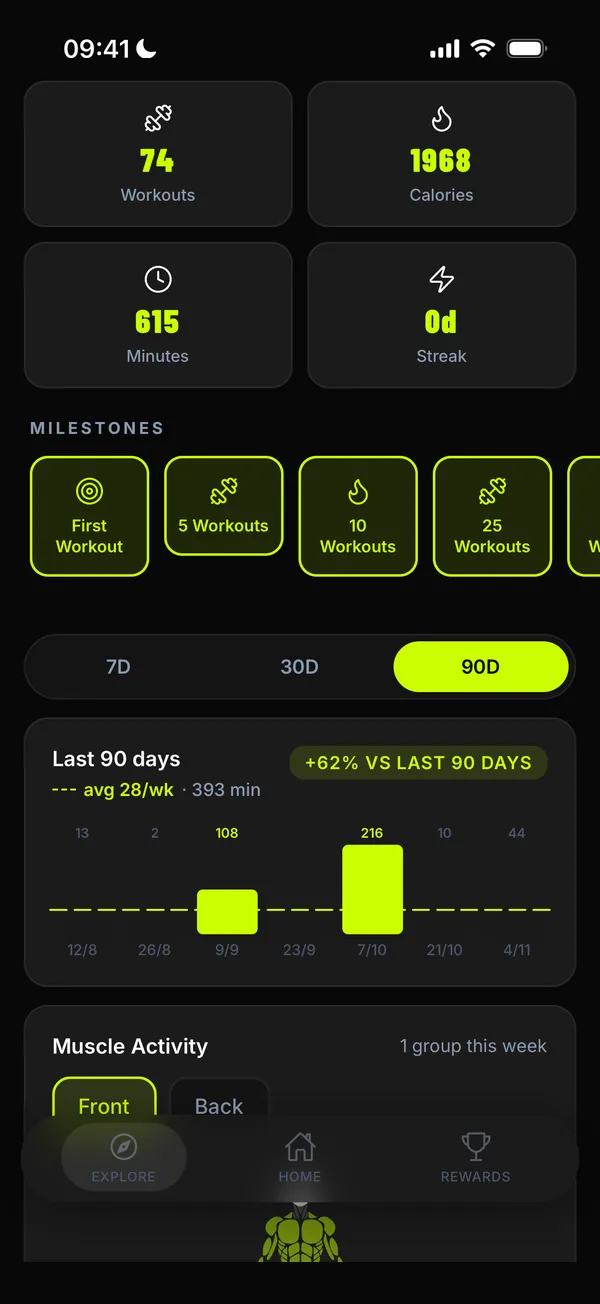 09:41
74
Workouts
1968
Calories
615
Minutes
0d
Streak
MILESTONES
First
Workout
5 Workouts
10
Workouts
25
Workouts
W
7D
30D
90D
Last 90 days
+62% VS LAST 90 DAYS
--- avg 28/wk · 393 min
13
2
108
216
10
44
12/8
26/8
9/9
23/9
7/10
21/10
4/11
Muscle Activity
1 group this week
Front
Back
EXPLORE
HOME
REWARDS